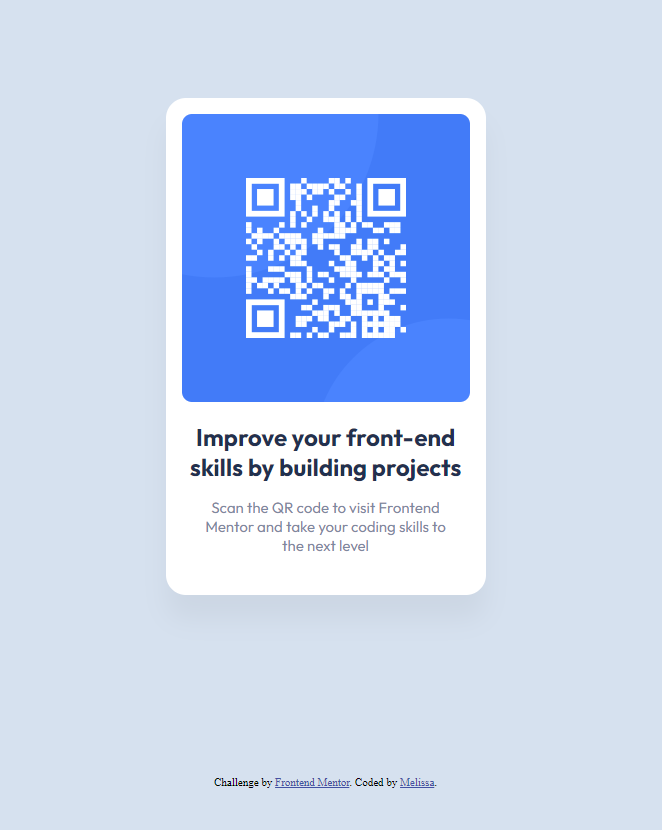 Improve your front-end
skills by building projects
Scan the QR code to visit Frontend
Mentor and take your coding skills to
the next level
Challenge by Frontend Mentor. Coded by Melissa.